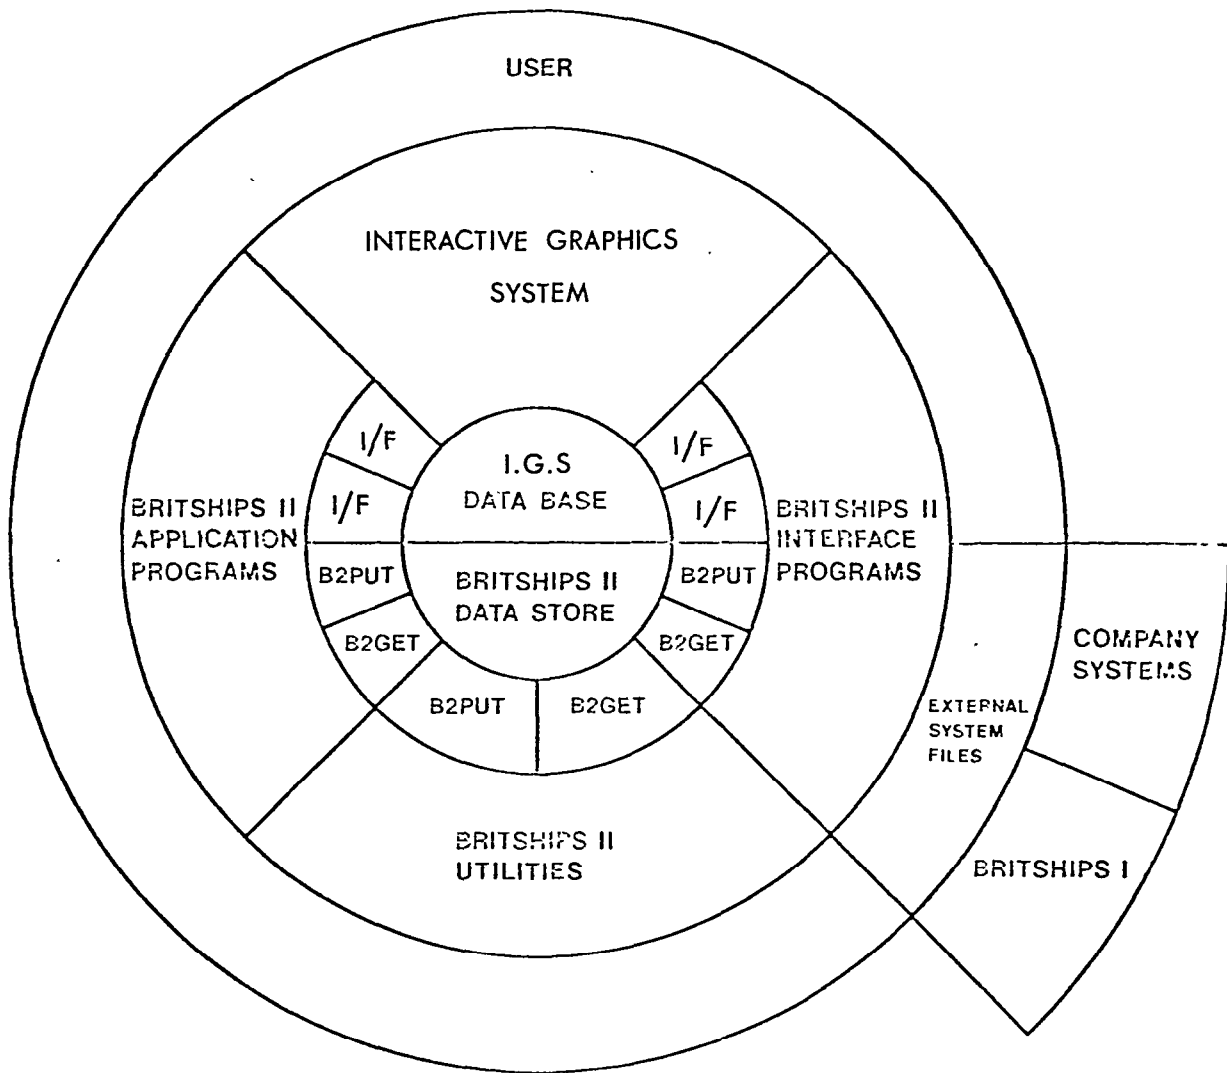 USER
INTERACTIVE GRAPHICS
SYSTEM
I/F
I/F
I/F
I/F
I.G.S
DATA BASE
BRITSHIPS II
APPLICATION
PROGRAMS
BRITSHIPS II
INTERFACE
PROGRAMS
B2PUT
B2GET
BRITSHIPS II
DATA STORE
B2PUT
B2GET
B2PUT
B2GET
COMPANY
SYSTEMS
EXTERNAL
SYSTEM
FILES
BRITSHIPS II
UTILITIES
BRITSHIPS I